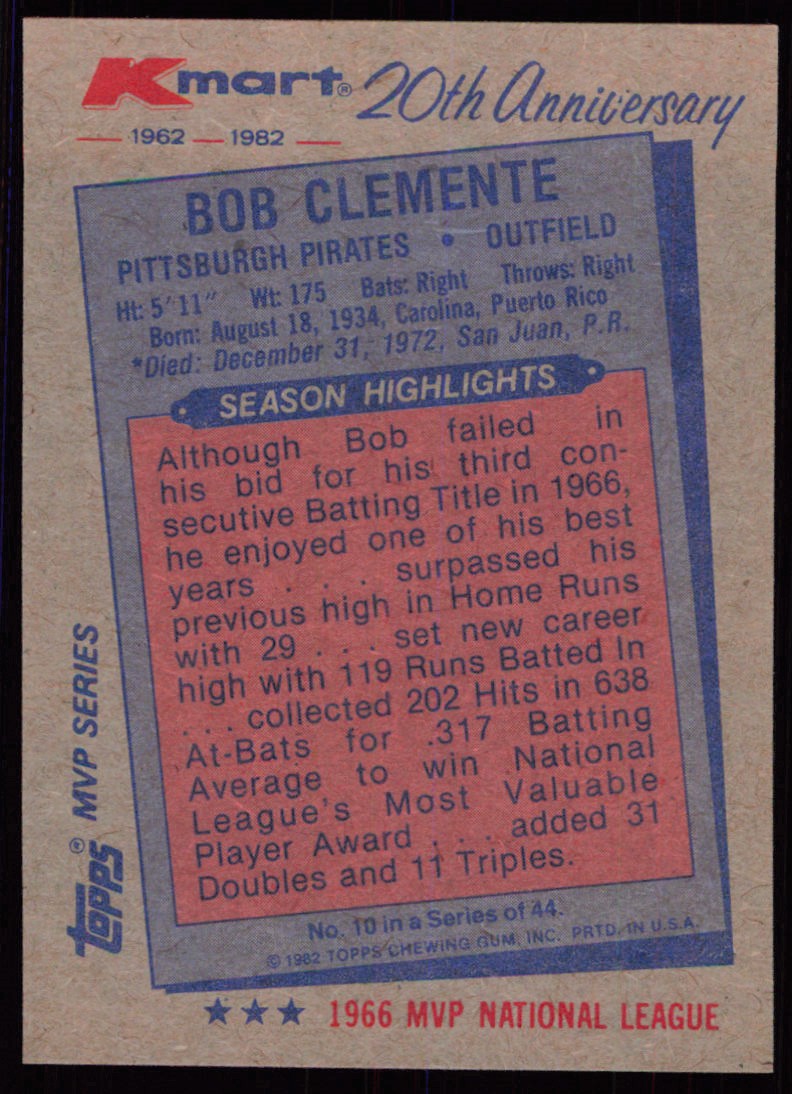 Kmart® 20th Anniversary
1962 — 1982
BOB CLEMENTE
PITTSBURGH PIRATES • OUTFIELD
Ht: 5'11" Wt: 175 Bats: Right Throws: Right
Born: August 18, 1934, Carolina, Puerto Rico
*Died: December 31, 1972, San Juan, P.R.
SEASON HIGHLIGHTS
Although Bob failed in
his bid for his third con-
secutive Batting Title in 1966,
he enjoyed one of his best
years . . . surpassed his
previous high in Home Runs
with 29 . . . set new career
high with 119 Runs Batted In
. . . collected 202 Hits in 638
At-Bats for .317 Batting
Average to win National
League's Most Valuable
Player Award . . . added 31
Doubles and 11 Triples.
No. 10 in a Series of 44.
© 1982 TOPPS CHEWING GUM, INC. PRTD. IN U.S.A.
topps® MVP SERIES
★★★ 1966 MVP NATIONAL LEAGUE